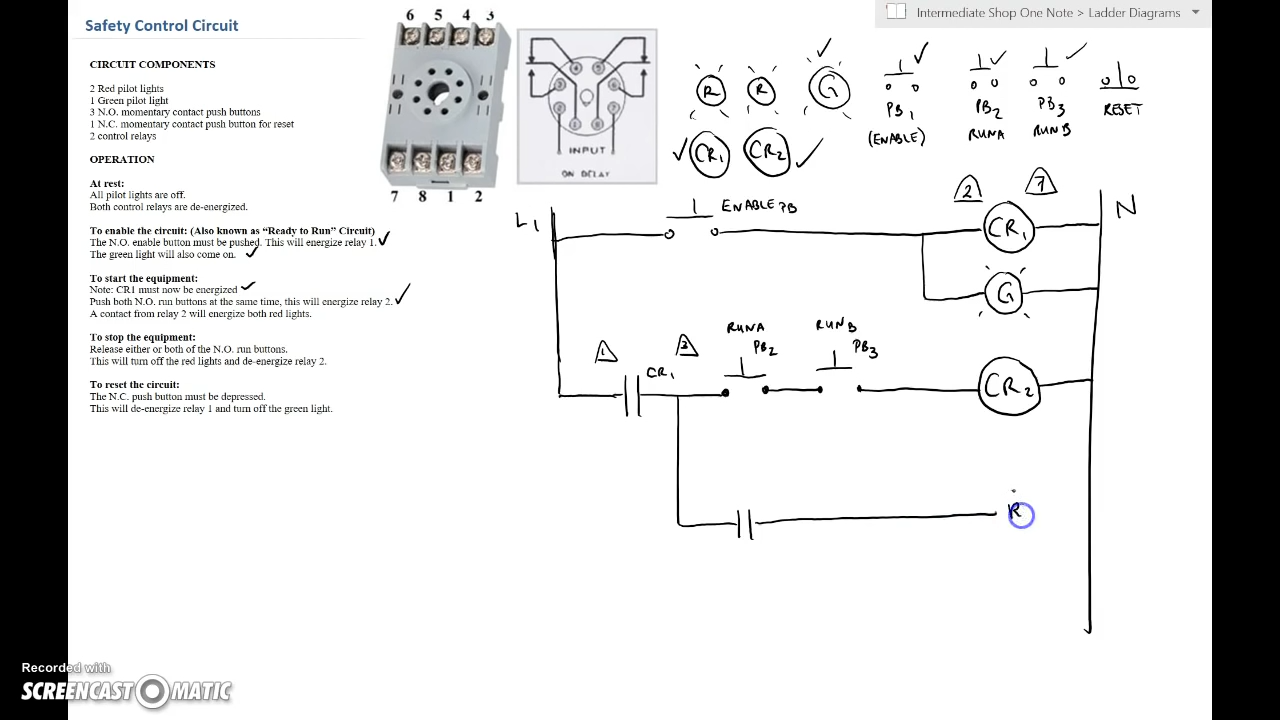 Intermediate Shop One Note > Ladder Diagrams
Safety Control Circuit
CIRCUIT COMPONENTS
2 Red pilot lights
1 Green pilot light
3 N.O. momentary contact push buttons
1 N.C. momentary contact push button for reset
2 control relays
OPERATION
At rest:
All pilot lights are off.
Both control relays are de-energized.
To enable the circuit: (Also known as “Ready to Run” Circuit)
The N.O. enable button must be pushed. This will energize relay 1.
The green light will also come on.
To start the equipment:
Note: CR1 must now be energized
Push both N.O. run buttons at the same time, this will energize relay 2.
A contact from relay 2 will energize both red lights.
To stop the equipment:
Release either or both of the N.O. run buttons.
This will turn off the red lights and de-energize relay 2.
To reset the circuit:
The N.C. push button must be depressed.
This will de-energize relay 1 and turn off the green light.
6 5 4 3
7 8 1 2
INPUT
ON DELAY
R R G
PB1 PB2 PB3 RESET
(ENABLE) RUNA RUNB
CR1 CR2
L1 ENABLE PB 2 7 N
CR1
G
RUNA RUNB
1 3 PB2 PB3
CR1 CR2
R
Recorded with
SCREENCAST MATIC